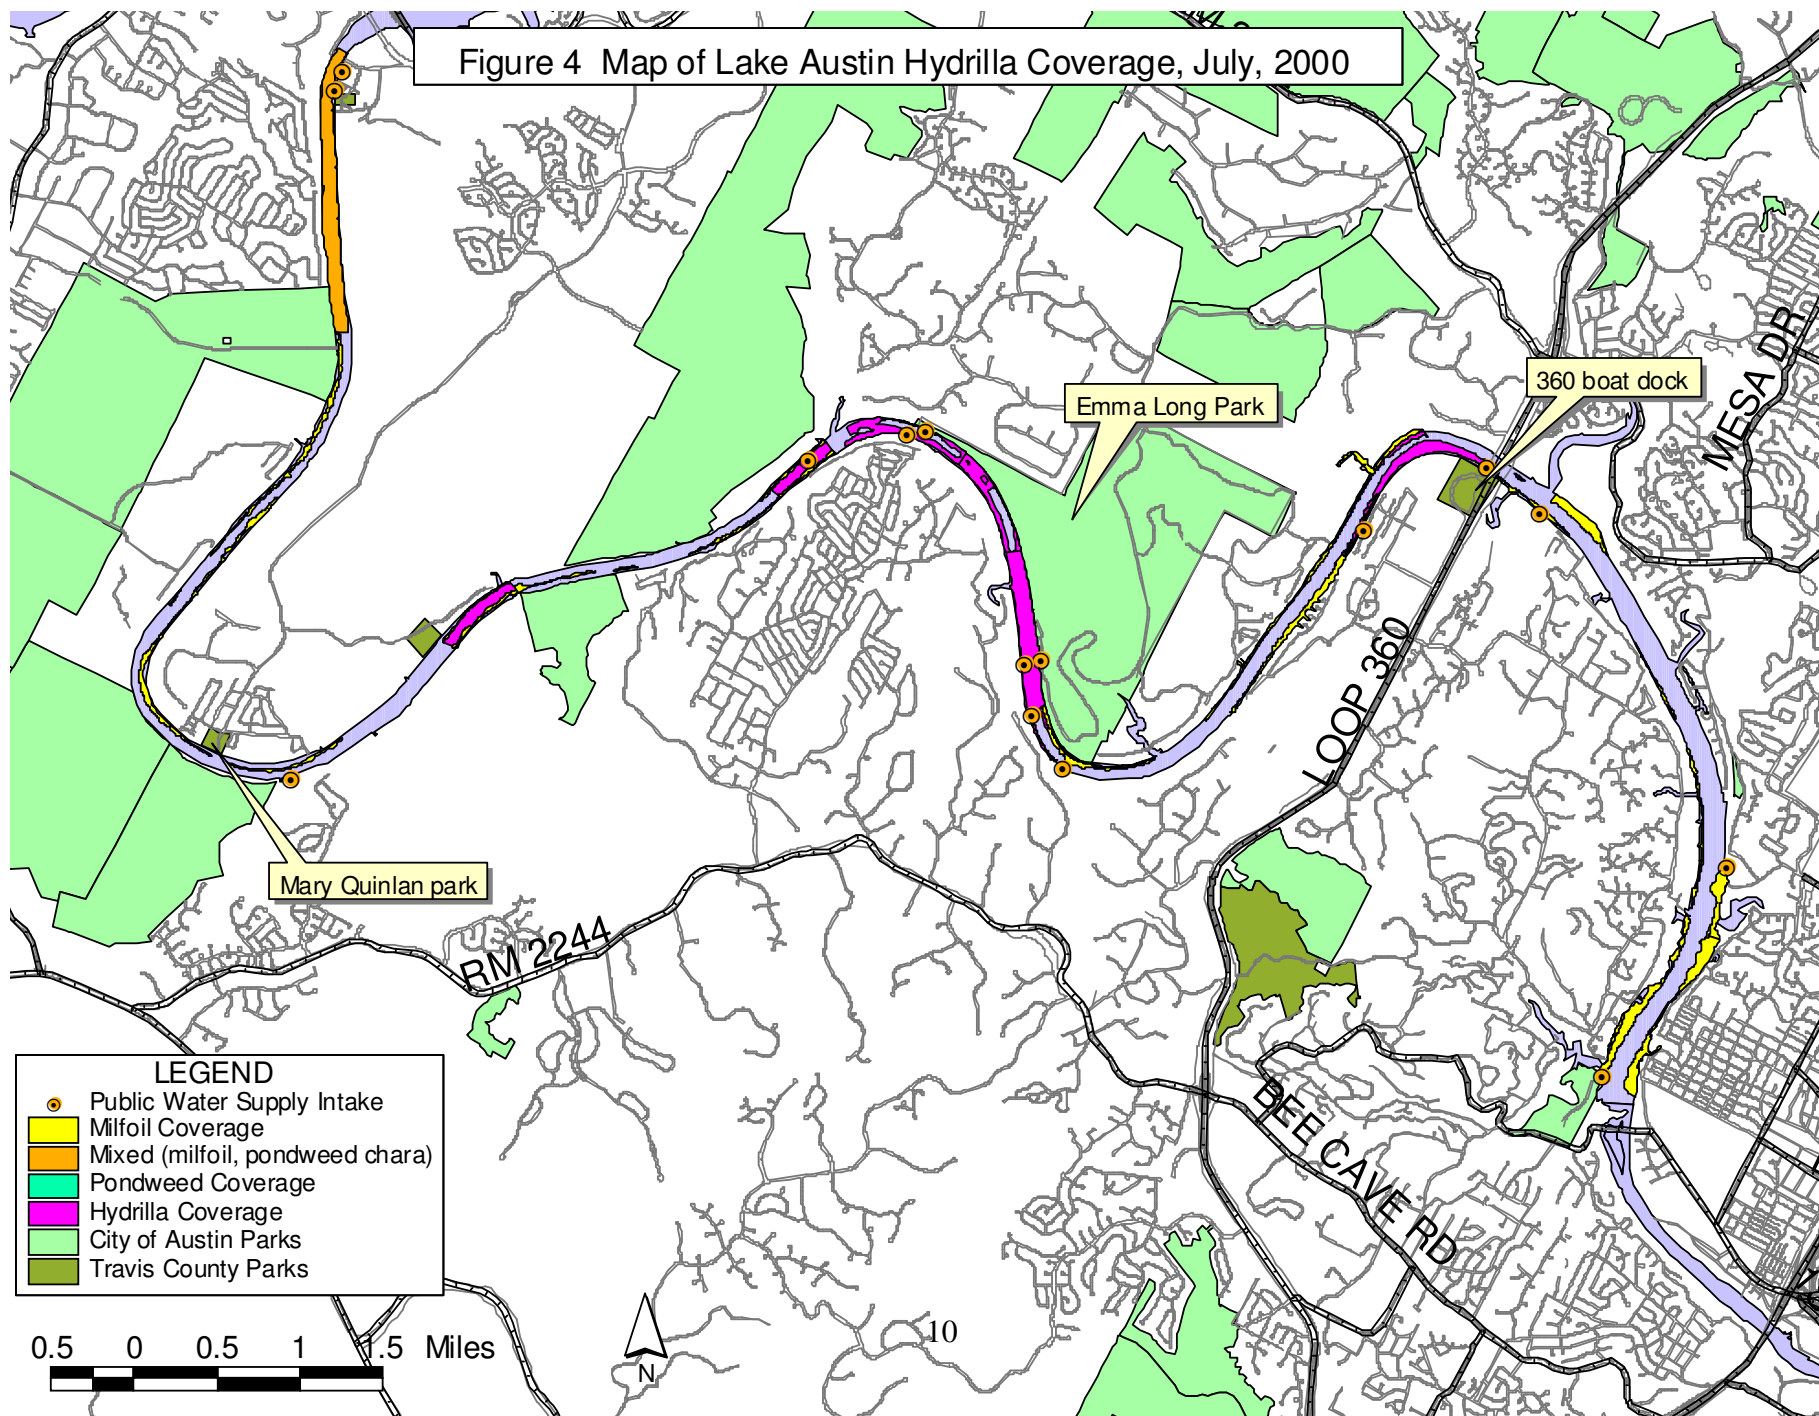 Figure 4 Map of Lake Austin Hydrilla Coverage, July, 2000
360 boat dock
Emma Long Park
MESA DR
LOOP 360
Mary Quinlan park
RM 2244
BEE CAVE RD
LEGEND
Public Water Supply Intake
Milfoil Coverage
Mixed (milfoil, pondweed chara)
Pondweed Coverage
Hydrilla Coverage
City of Austin Parks
Travis County Parks
0.5 0 0.5 1 1.5 Miles
N
10